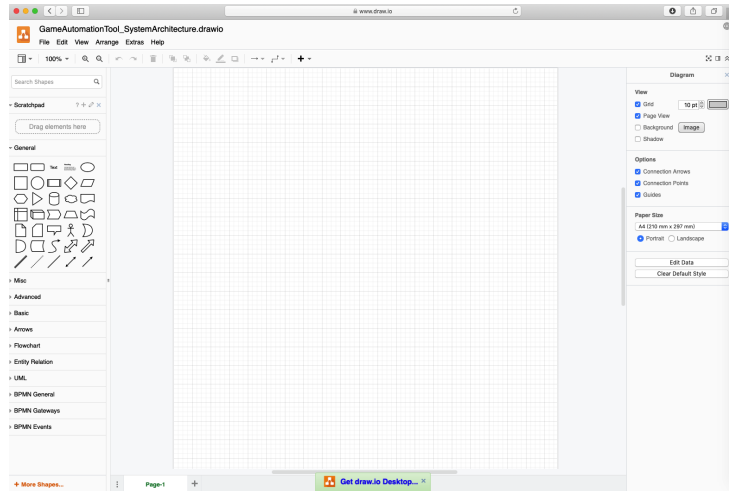 www.draw.io
GameAutomationTool_SystemArchitecture.drawio
File Edit View Arrange Extras Help
100%
Search Shapes
Scratchpad
?
Drag elements here
General
Text
Misc
Advanced
Basic
Arrows
Flowchart
Entity Relation
UML
BPMN General
BPMN Gateways
BPMN Events
+ More Shapes...
Page-1
Get draw.io Desktop...
Diagram
View
Grid 10 pt
Page View
Background Image
Shadow
Options
Connection Arrows
Connection Points
Guides
Paper Size
A4 (210 mm x 297 mm)
Portrait Landscape
Edit Data
Clear Default Style